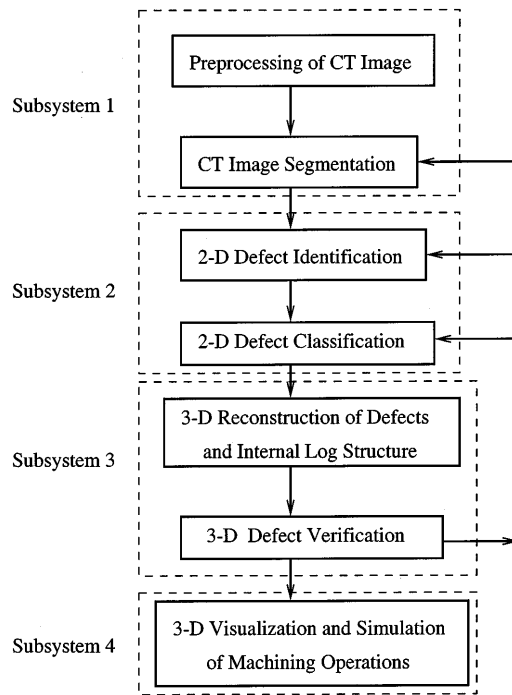 Preprocessing of CT Image
Subsystem 1
CT Image Segmentation
2-D Defect Identification
Subsystem 2
2-D Defect Classification
3-D Reconstruction of Defects
and Internal Log Structure
Subsystem 3
3-D Defect Verification
3-D Visualization and Simulation
of Machining Operations
Subsystem 4